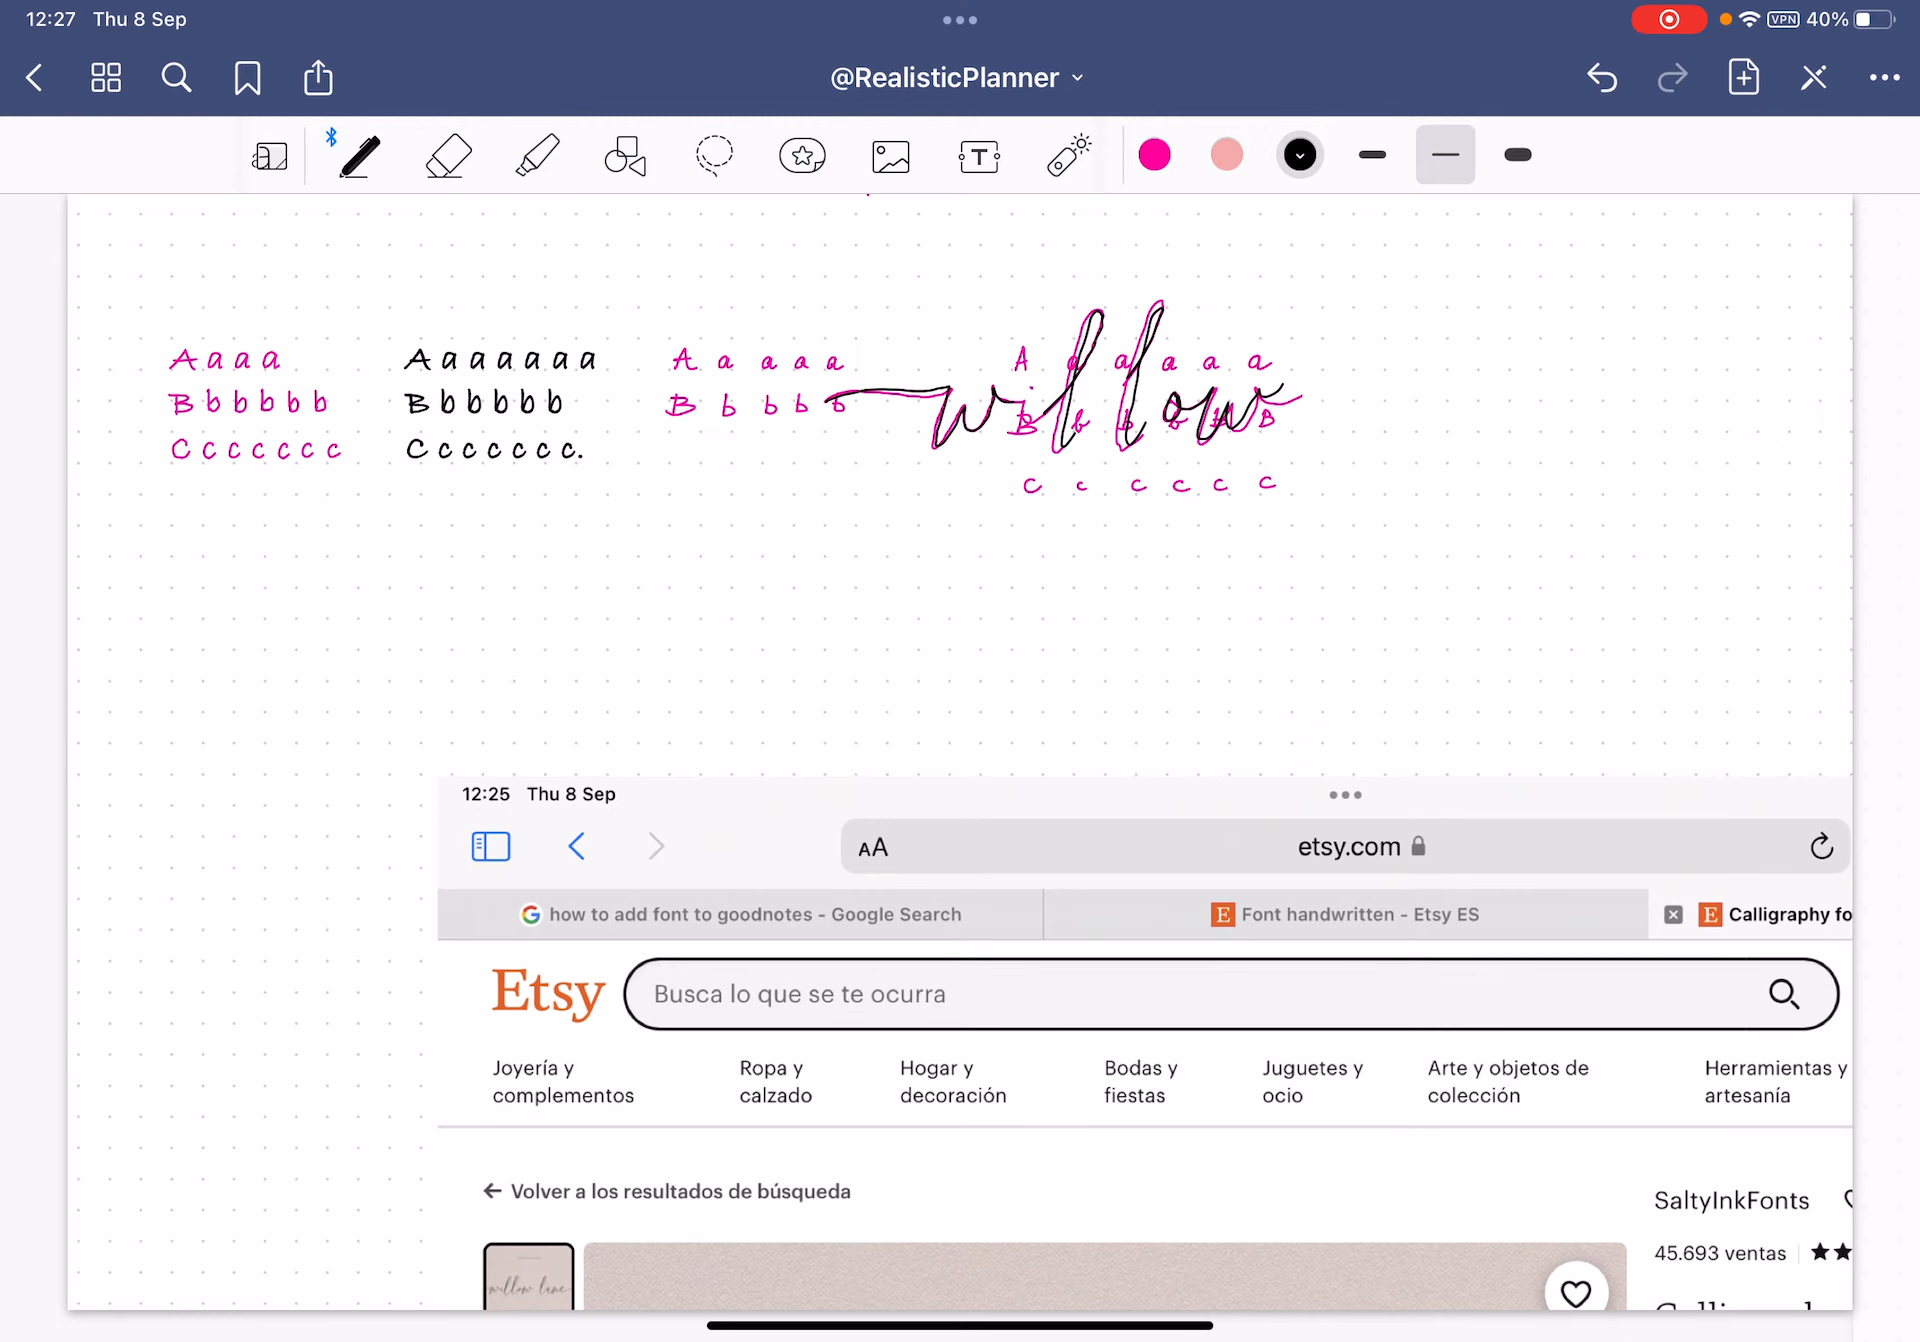 12:27 Thu 8 Sep
VPN 40%
@RealisticPlanner
A a a a
B b b b b b
C c c c c c c
A a a a a a a
B b b b b b
C c c c c c c.
A a a a a
B b b b b
willow
A a a a a a
B b b b B B
C c c c c c
12:25 Thu 8 Sep
AA etsy.com
how to add font to goodnotes - Google Search
Font handwritten - Etsy ES
Calligraphy fo
Etsy
Busca lo que se te ocurra
Joyería y complementos
Ropa y calzado
Hogar y decoración
Bodas y fiestas
Juguetes y ocio
Arte y objetos de colección
Herramientas y artesanía
Volver a los resultados de búsqueda
SaltyInkFonts
45.693 ventas
willow lane